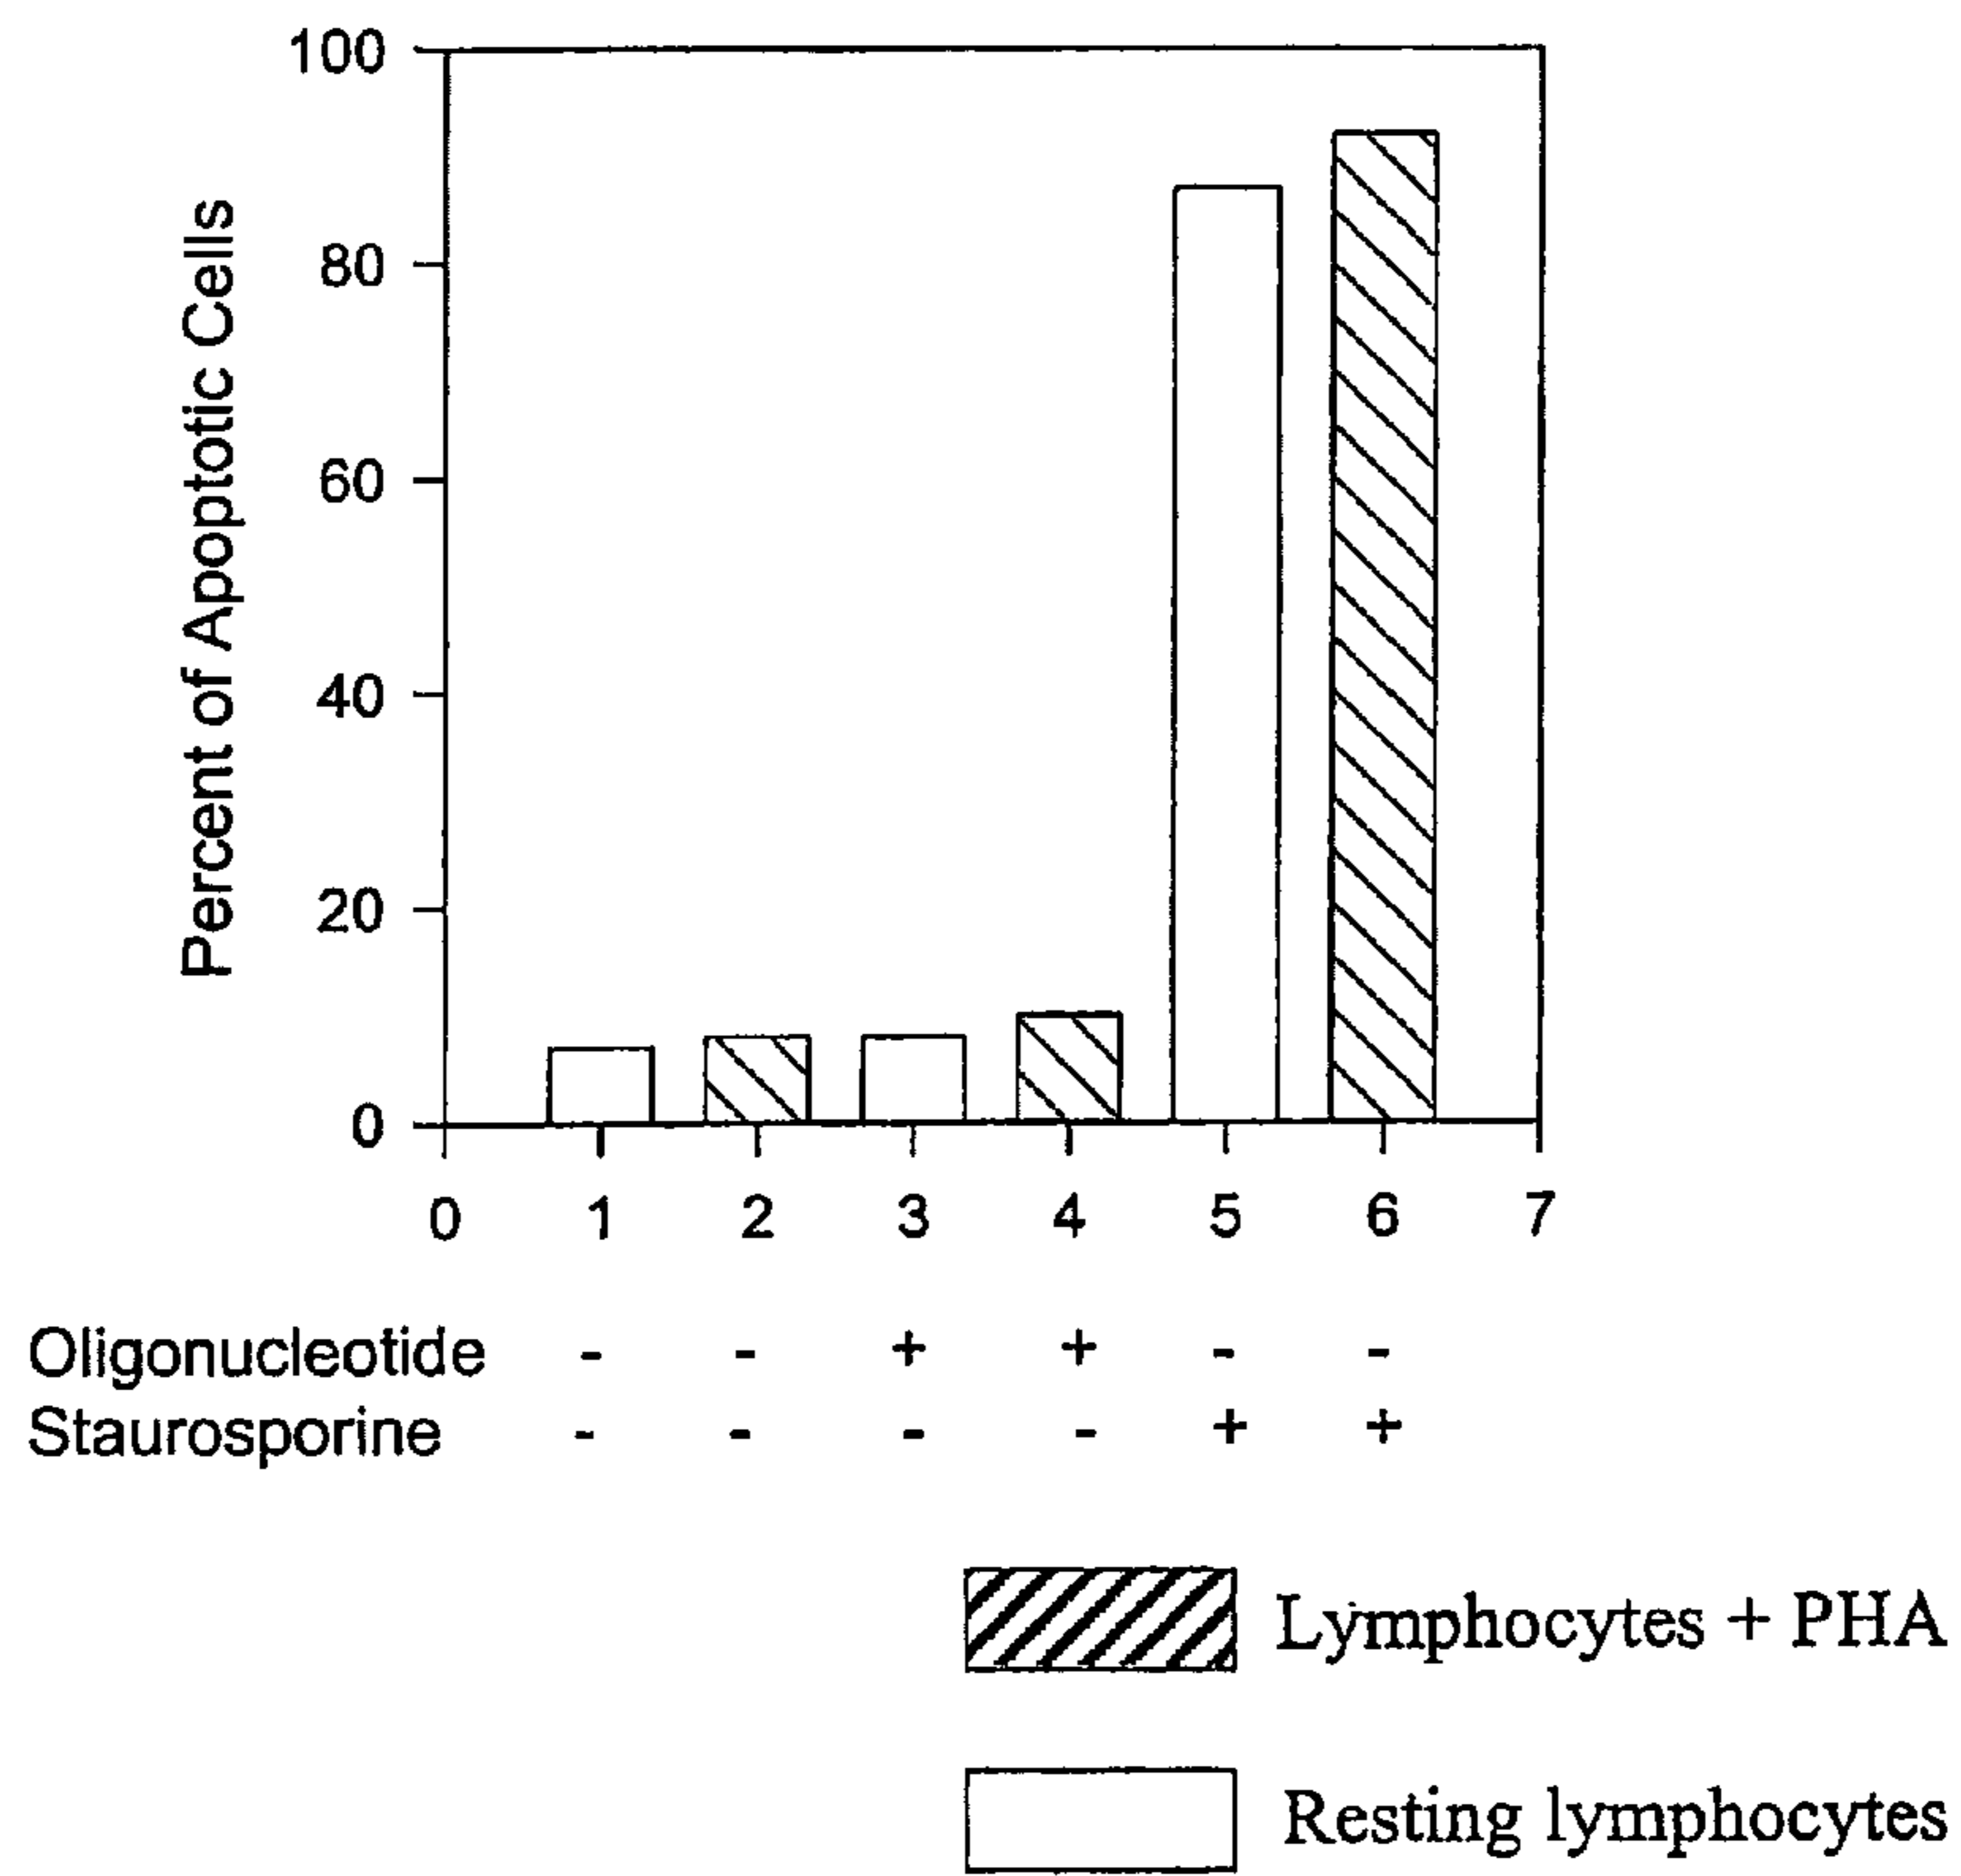 Percent of Apoptotic Cells
100
80
60
40
20
0
0 1 2 3 4 5 6 7
Oligonucleotide - - + + - -
Staurosporine - - - - + +
Lymphocytes + PHA
Resting lymphocytes